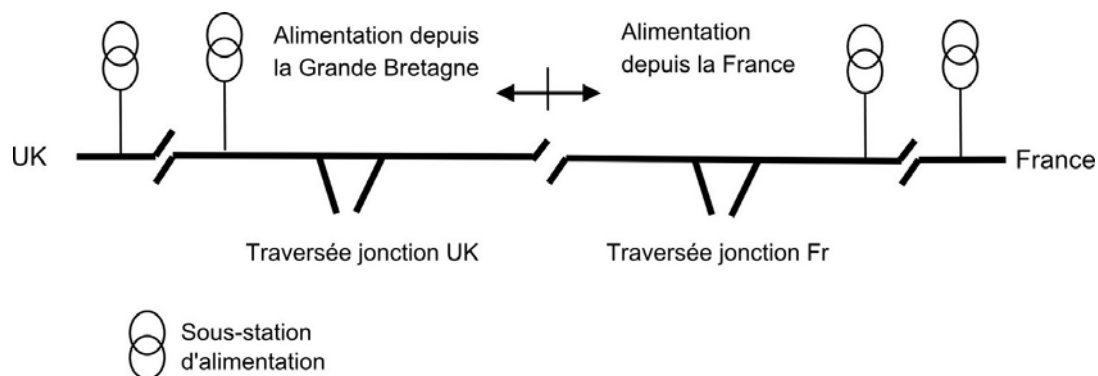 Alimentation depuis
la Grande Bretagne
Alimentation
depuis la France
UK
France
Traversée jonction UK
Traversée jonction Fr
Sous-station
d'alimentation